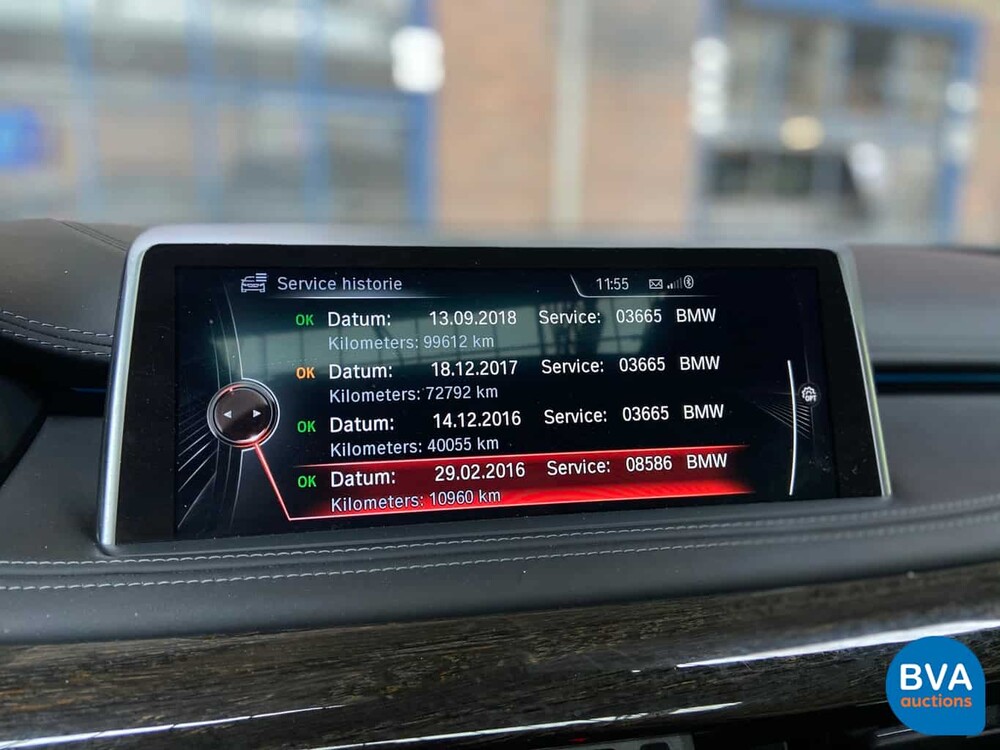 Service historie 11:55
OK Datum: 13.09.2018 Service: 03665 BMW
Kilometers: 99612 km
OK Datum: 18.12.2017 Service: 03665 BMW
Kilometers: 72792 km
OK Datum: 14.12.2016 Service: 03665 BMW
Kilometers: 40055 km
OK Datum: 29.02.2016 Service: 08586 BMW
Kilometers: 10960 km
OPT
BVA
auctions